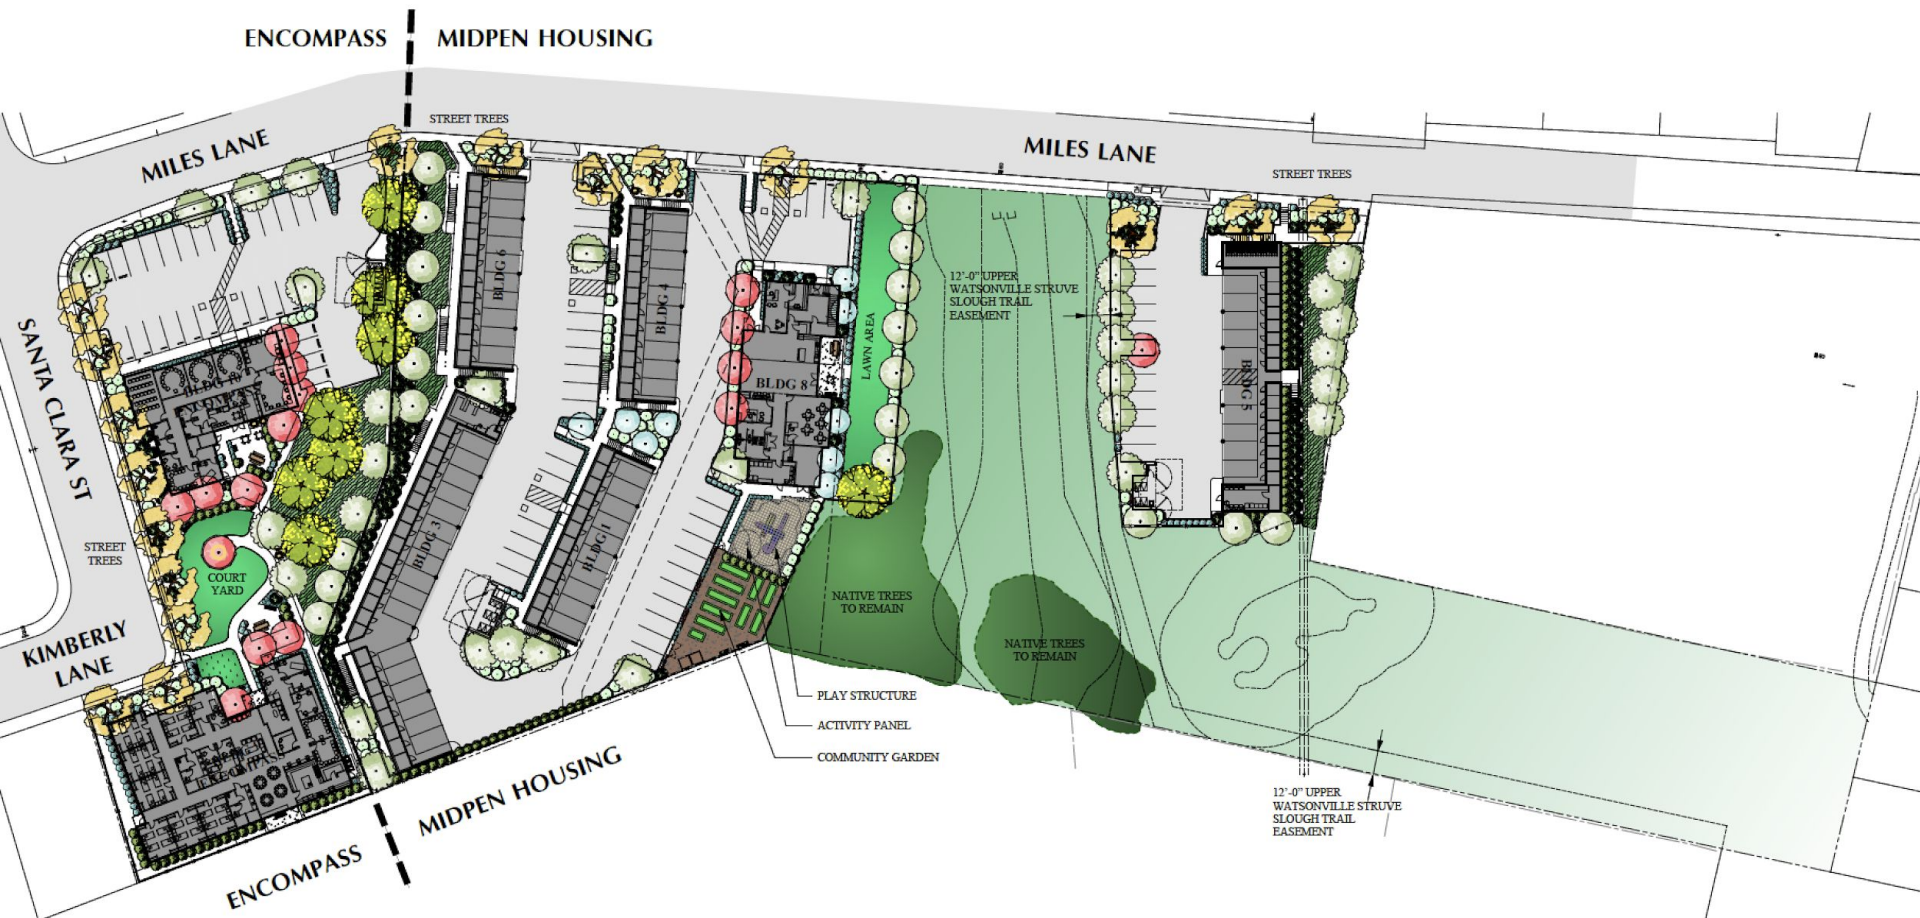 ENCOMPASS
MIDPEN HOUSING
STREET TREES
MILES LANE
MILES LANE
STREET TREES
BLDG 6
BLDG 4
12'-0" UPPER
WATSONVILLE STRUVE
SLOUGH TRAIL
EASEMENT
SANTA CLARA ST
LAWN AREA
BLDG 8
BLDG 5
BLDG 3
BLDG 1
STREET
TREES
COURT
YARD
NATIVE TREES
TO REMAIN
NATIVE TREES
TO REMAIN
KIMBERLY
LANE
PLAY STRUCTURE
ACTIVITY PANEL
COMMUNITY GARDEN
ENCOMPASS
MIDPEN HOUSING
ENCOMPASS
12'-0" UPPER
WATSONVILLE STRUVE
SLOUGH TRAIL
EASEMENT